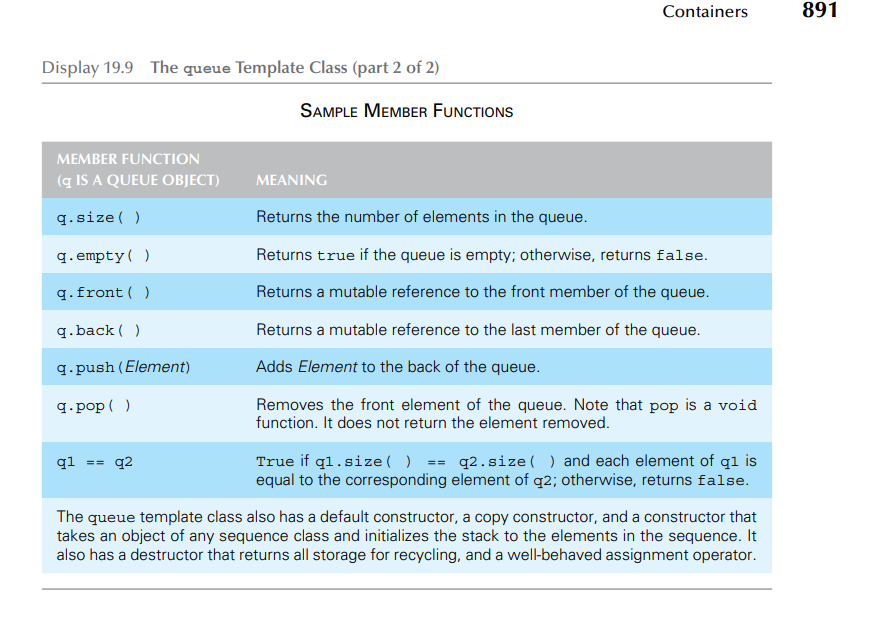 Containers 891
Display 19.9 The queue Template Class (part 2 of 2)
SAMPLE MEMBER FUNCTIONS
MEMBER FUNCTION
(q IS A QUEUE OBJECT) MEANING
q.size( ) Returns the number of elements in the queue.
q.empty( ) Returns true if the queue is empty; otherwise, returns false.
q.front( ) Returns a mutable reference to the front member of the queue.
q.back( ) Returns a mutable reference to the last member of the queue.
q.push(Element) Adds Element to the back of the queue.
q.pop( ) Removes the front element of the queue. Note that pop is a void
function. It does not return the element removed.
q1 == q2 True if q1.size( ) == q2.size( ) and each element of q1 is
equal to the corresponding element of q2; otherwise, returns false.
The queue template class also has a default constructor, a copy constructor, and a constructor that
takes an object of any sequence class and initializes the stack to the elements in the sequence. It
also has a destructor that returns all storage for recycling, and a well-behaved assignment operator.